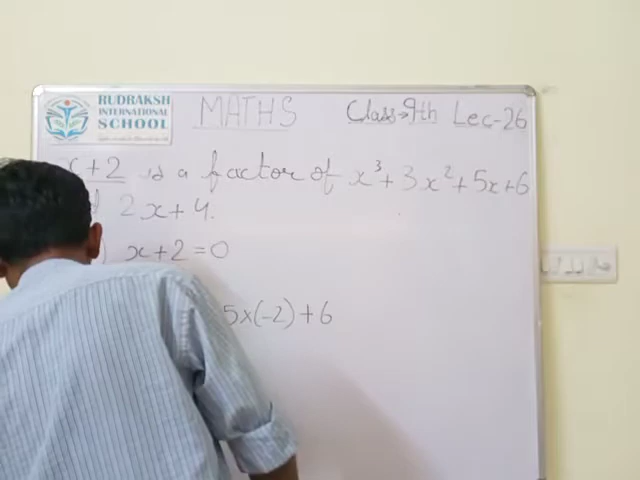 RUDRAKSH
INTERNATIONAL
SCHOOL
MATHS Class→9th Lec-26
x+2 is a factor of x³+3x²+5x+6
2x+4.
x+2=0
5x(-2)+6